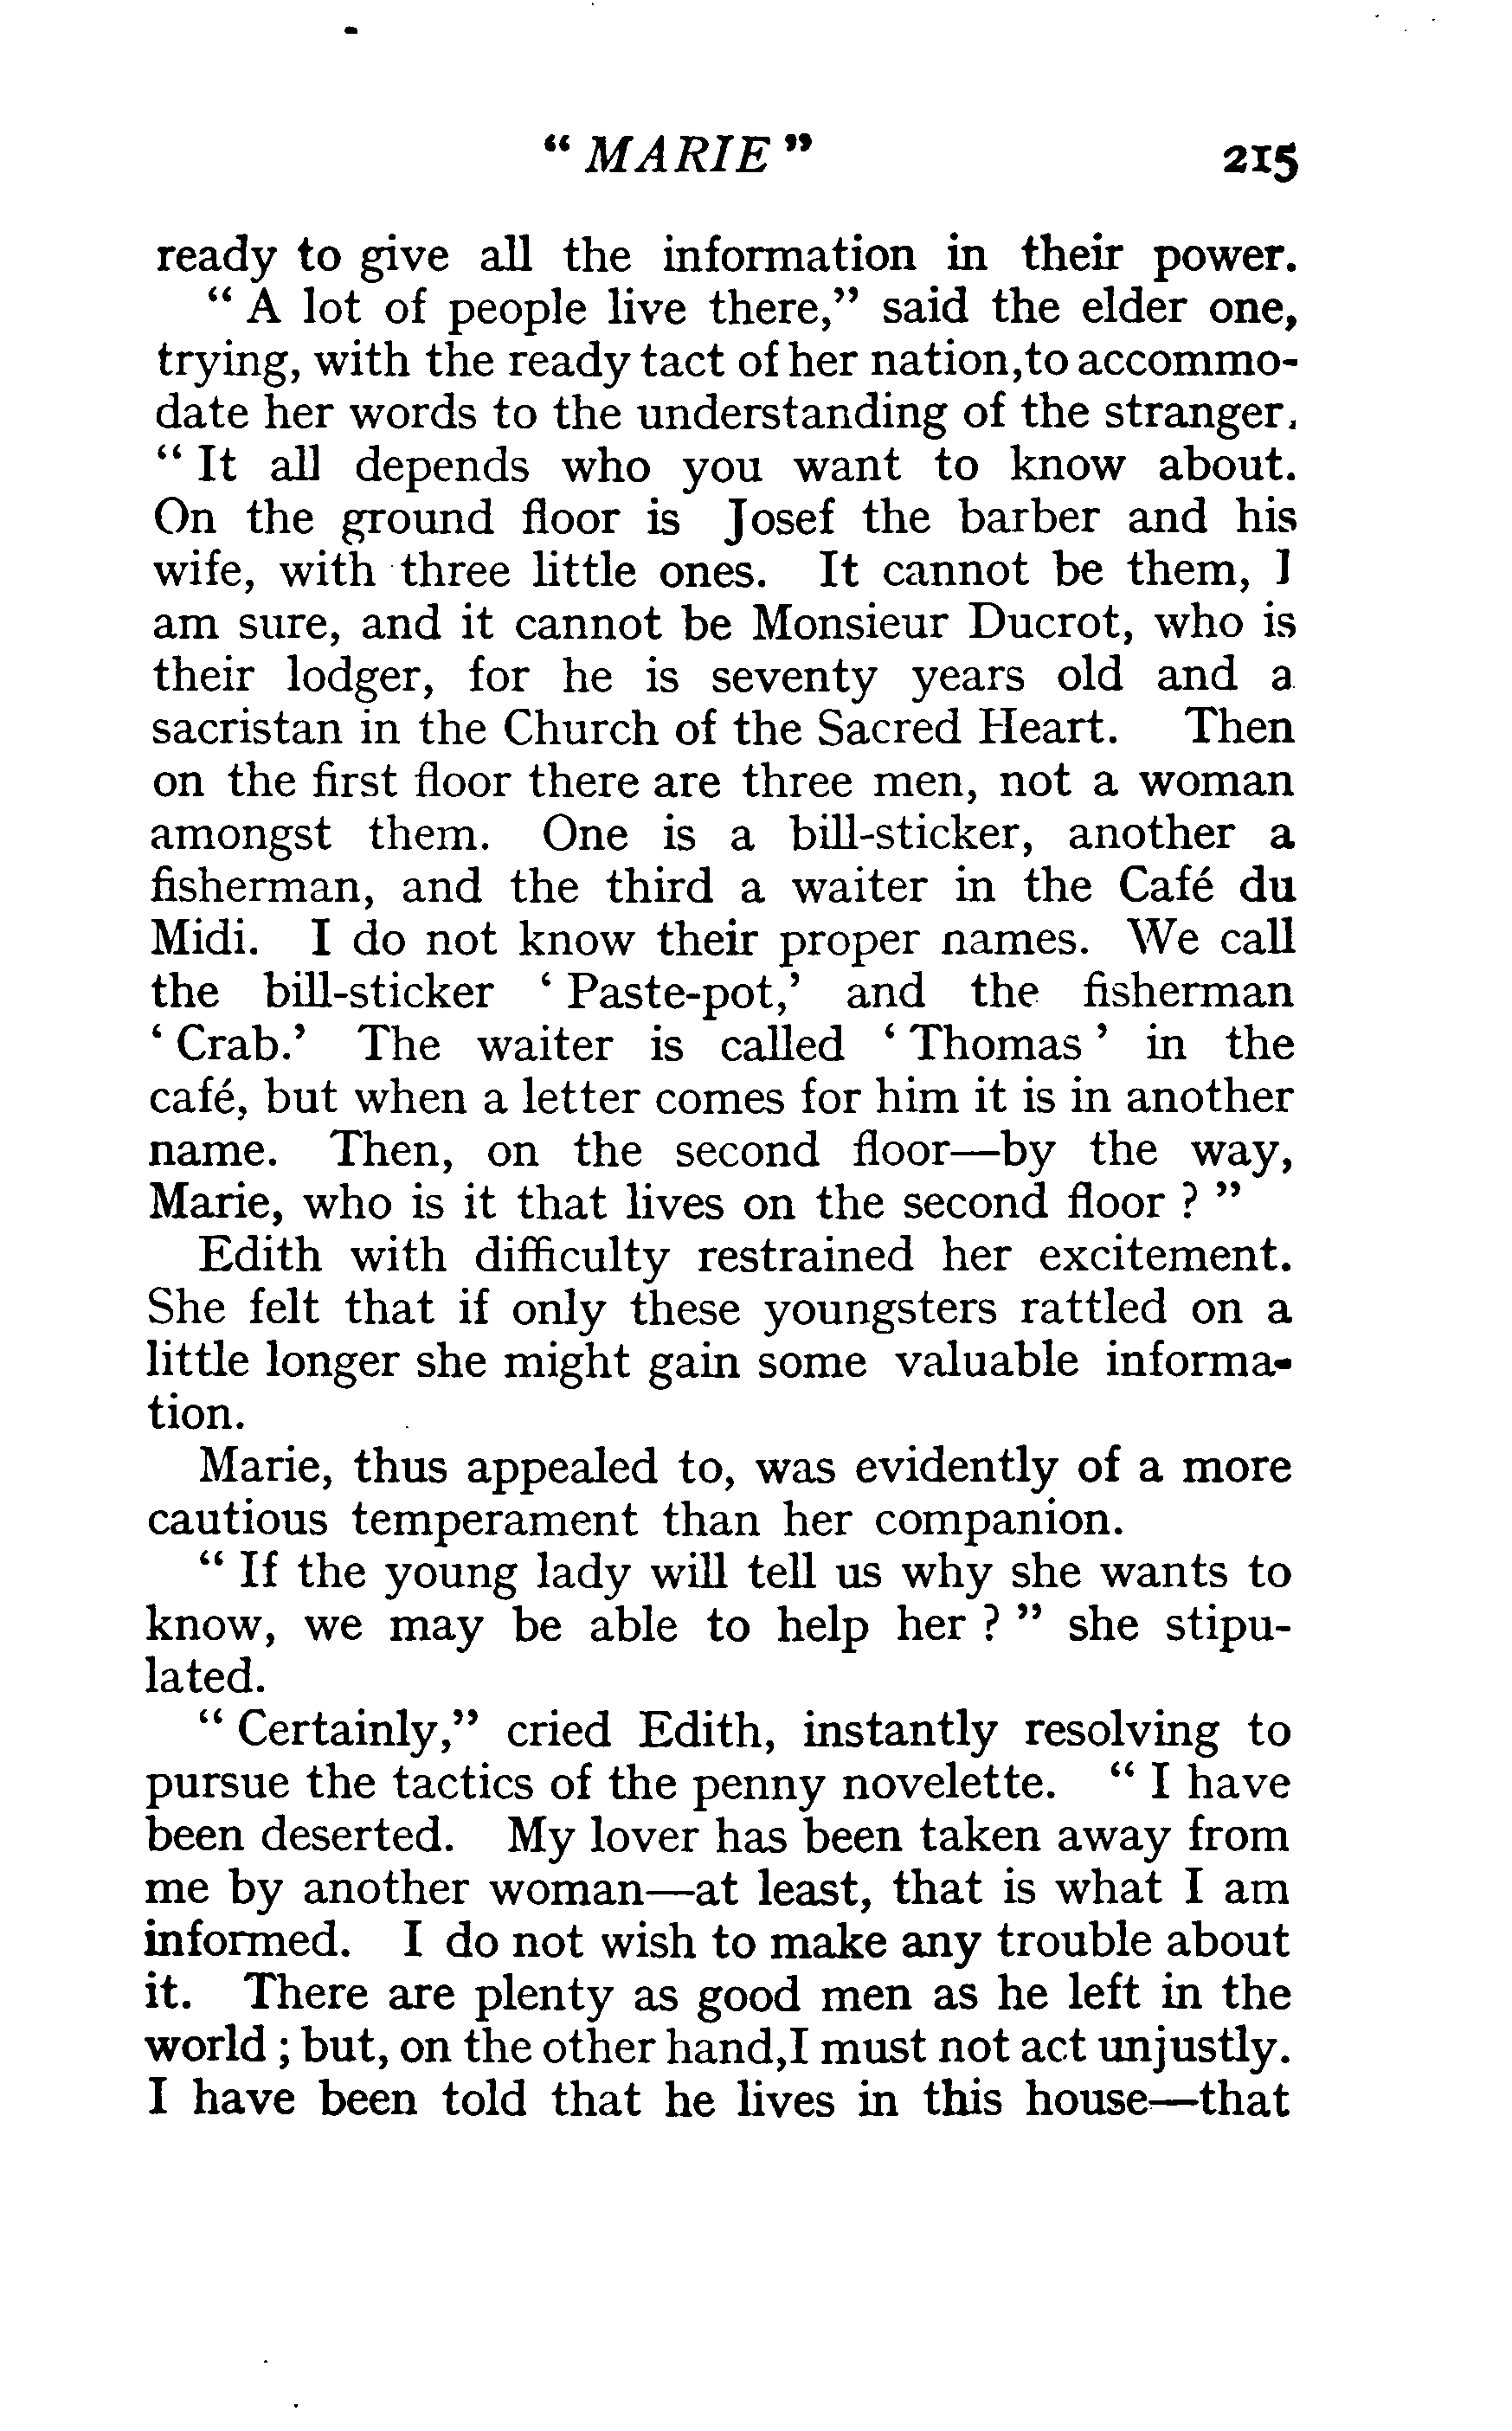 “ MARIE ” 215
ready to give all the information in their power.
“ A lot of people live there,” said the elder one,
trying, with the ready tact of her nation,to accommo-
date her words to the understanding of the stranger.
“ It all depends who you want to know about.
On the ground floor is Josef the barber and his
wife, with three little ones. It cannot be them, I
am sure, and it cannot be Monsieur Ducrot, who is
their lodger, for he is seventy years old and a
sacristan in the Church of the Sacred Heart. Then
on the first floor there are three men, not a woman
amongst them. One is a bill-sticker, another a
fisherman, and the third a waiter in the Café du
Midi. I do not know their proper names. We call
the bill-sticker ‘ Paste-pot,’ and the fisherman
‘ Crab.’ The waiter is called ‘ Thomas ’ in the
café, but when a letter comes for him it is in another
name. Then, on the second floor—by the way,
Marie, who is it that lives on the second floor ? ”
Edith with difficulty restrained her excitement.
She felt that if only these youngsters rattled on a
little longer she might gain some valuable informa-
tion.
Marie, thus appealed to, was evidently of a more
cautious temperament than her companion.
“ If the young lady will tell us why she wants to
know, we may be able to help her ? ” she stipu-
lated.
“ Certainly,” cried Edith, instantly resolving to
pursue the tactics of the penny novelette. “ I have
been deserted. My lover has been taken away from
me by another woman—at least, that is what I am
informed. I do not wish to make any trouble about
it. There are plenty as good men as he left in the
world ; but, on the other hand,I must not act unjustly.
I have been told that he lives in this house—that